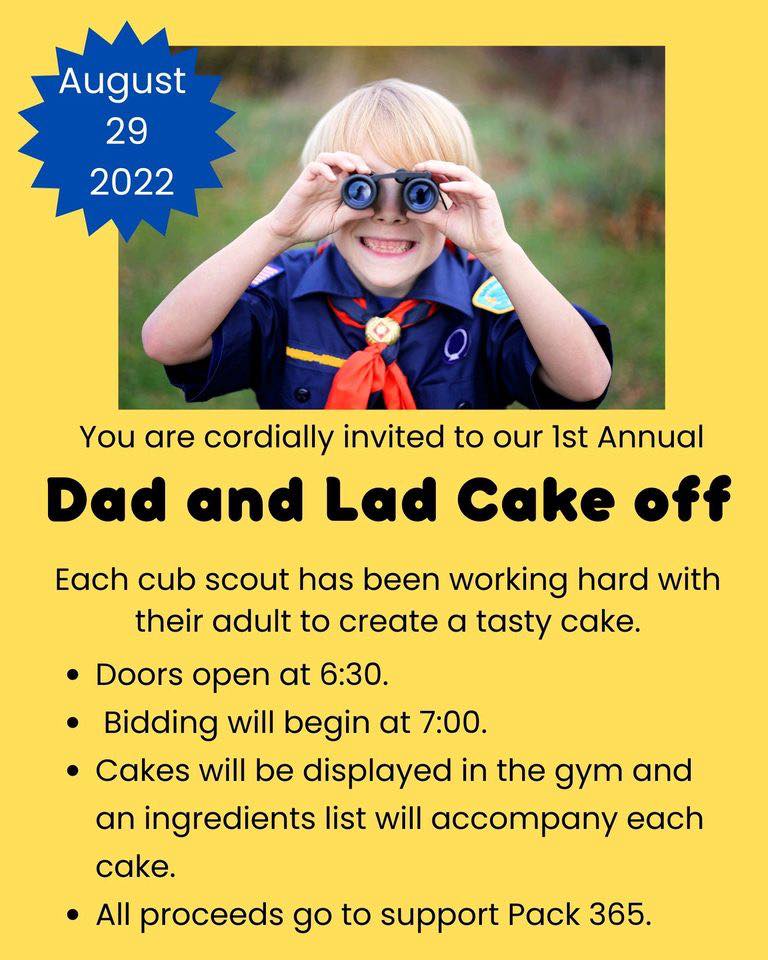 August
29
2022
You are cordially invited to our 1st Annual
Dad and Lad Cake off
Each cub scout has been working hard with
their adult to create a tasty cake.
• Doors open at 6:30.
• Bidding will begin at 7:00.
• Cakes will be displayed in the gym and
an ingredients list will accompany each
cake.
• All proceeds go to support Pack 365.